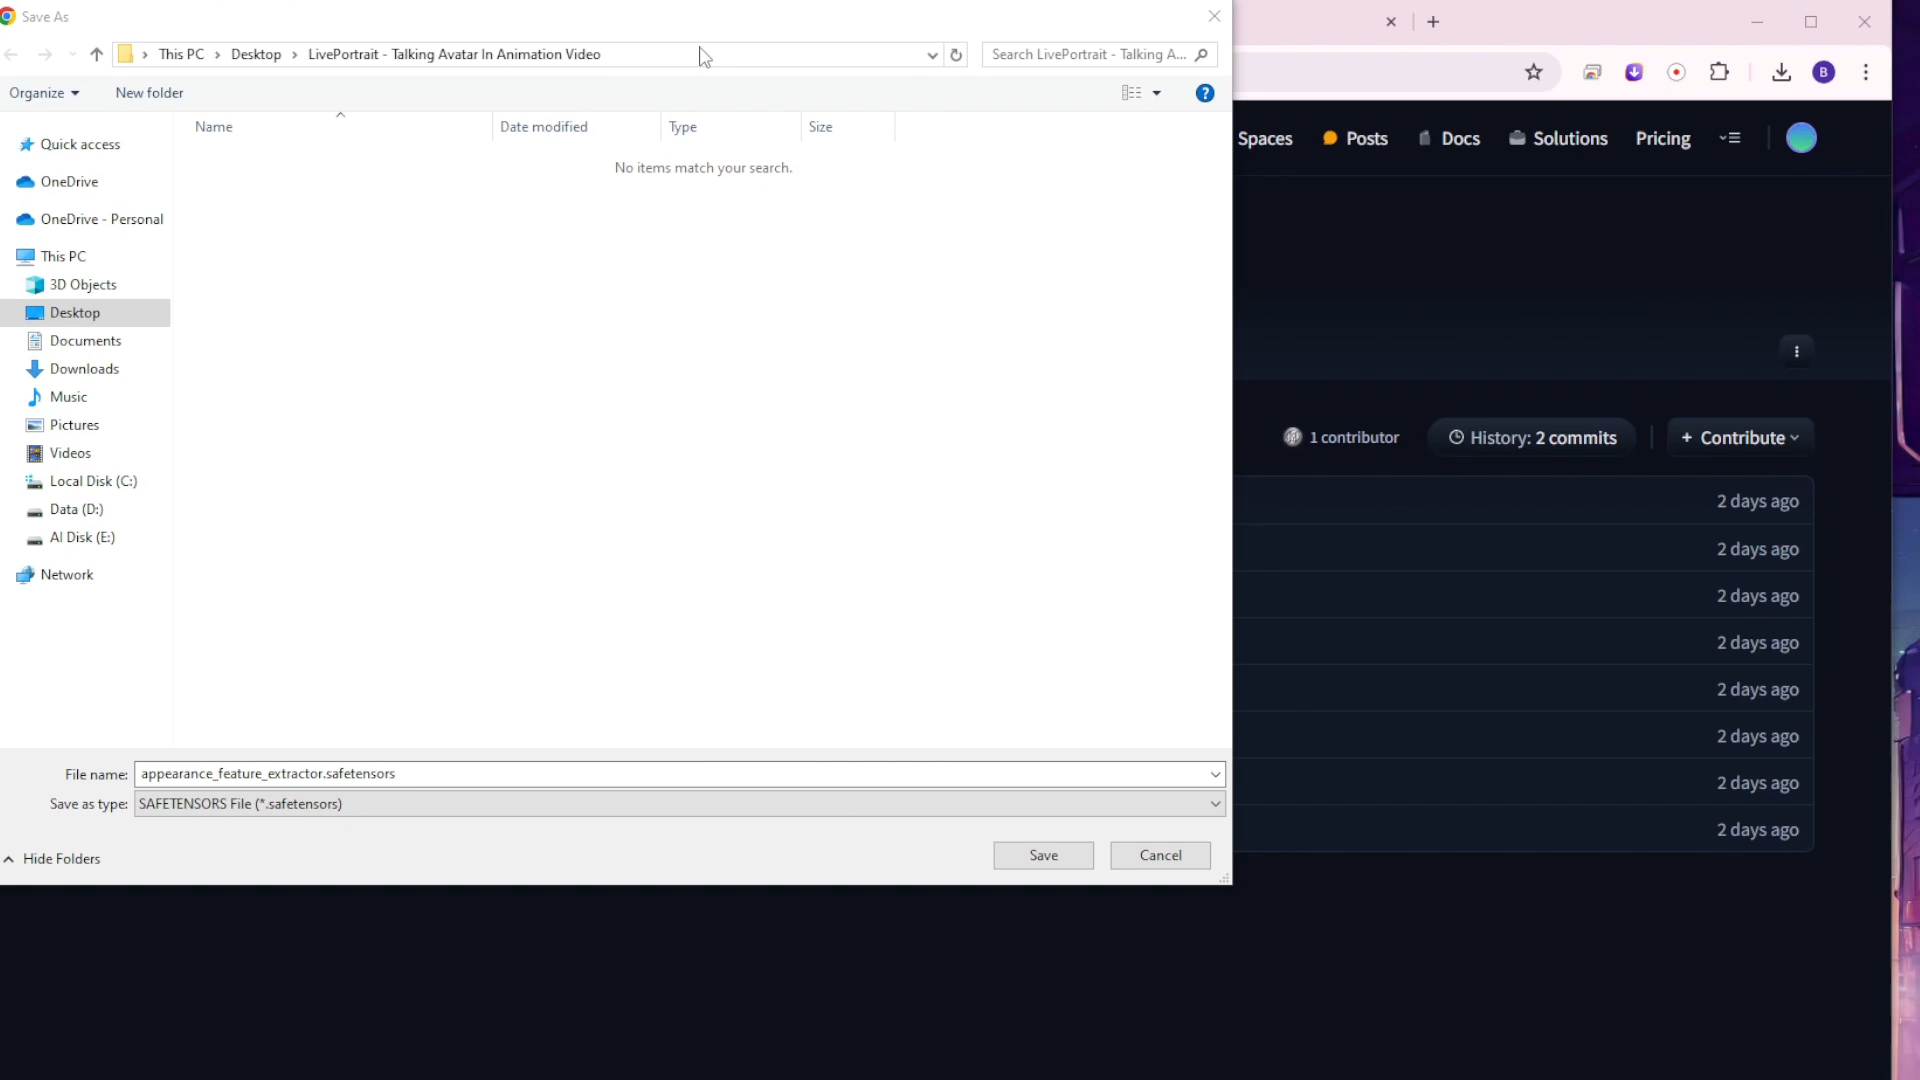 Save As
This PC > Desktop > LivePortrait - Talking Avatar In Animation Video
Search LivePortrait - Talking A...
Organize
New folder
Name
Date modified
Type
Size
No items match your search.
Quick access
OneDrive
OneDrive - Personal
This PC
3D Objects
Desktop
Documents
Downloads
Music
Pictures
Videos
Local Disk (C:)
Data (D:)
AI Disk (E:)
Network
File name: appearance_feature_extractor.safetensors
Save as type: SAFETENSORS File (*.safetensors)
Hide Folders
Save
Cancel
B
Spaces
Posts
Docs
Solutions
Pricing
1 contributor
History: 2 commits
+ Contribute
2 days ago
2 days ago
2 days ago
2 days ago
2 days ago
2 days ago
2 days ago
2 days ago